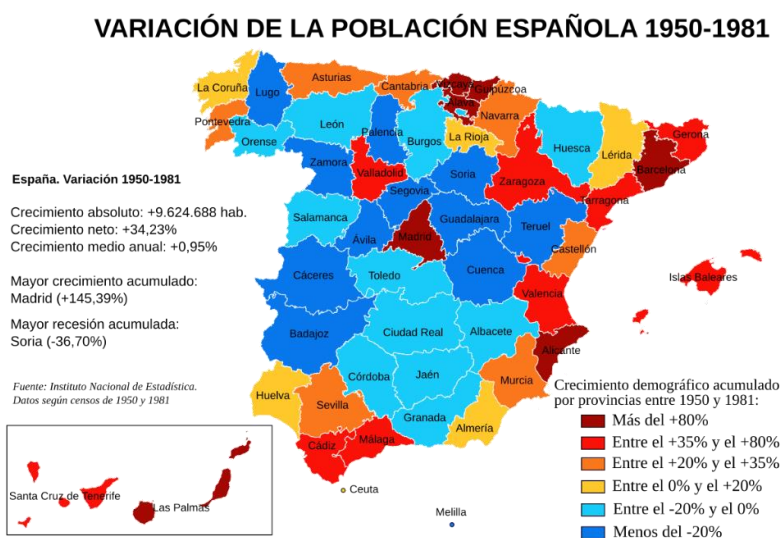 VARIACIÓN DE LA POBLACIÓN ESPAÑOLA 1950-1981
La Coruña
Lugo
Asturias
Cantabria
Vizcaya
Guipúzcoa
Álava
Navarra
Pontevedra
Orense
León
Palencia
Burgos
La Rioja
Huesca
Lérida
Gerona
Barcelona
Zamora
Valladolid
Soria
Zaragoza
Tarragona
España. Variación 1950-1981
Segovia
Crecimiento absoluto: +9.624.688 hab.
Crecimiento neto: +34,23%
Crecimiento medio anual: +0,95%
Salamanca
Ávila
Madrid
Guadalajara
Teruel
Castellón
Mayor crecimiento acumulado:
Madrid (+145,39%)
Cáceres
Toledo
Cuenca
Valencia
Islas Baleares
Mayor recesión acumulada:
Soria (-36,70%)
Badajoz
Ciudad Real
Albacete
Alicante
Fuente: Instituto Nacional de Estadística.
Datos según censos de 1950 y 1981
Huelva
Sevilla
Córdoba
Jaén
Murcia
Granada
Almería
Cádiz
Málaga
Ceuta
Melilla
Santa Cruz de Tenerife
Las Palmas
Crecimiento demográfico acumulado
por provincias entre 1950 y 1981:
Más del +80%
Entre el +35% y el +80%
Entre el +20% y el +35%
Entre el 0% y el +20%
Entre el -20% y el 0%
Menos del -20%